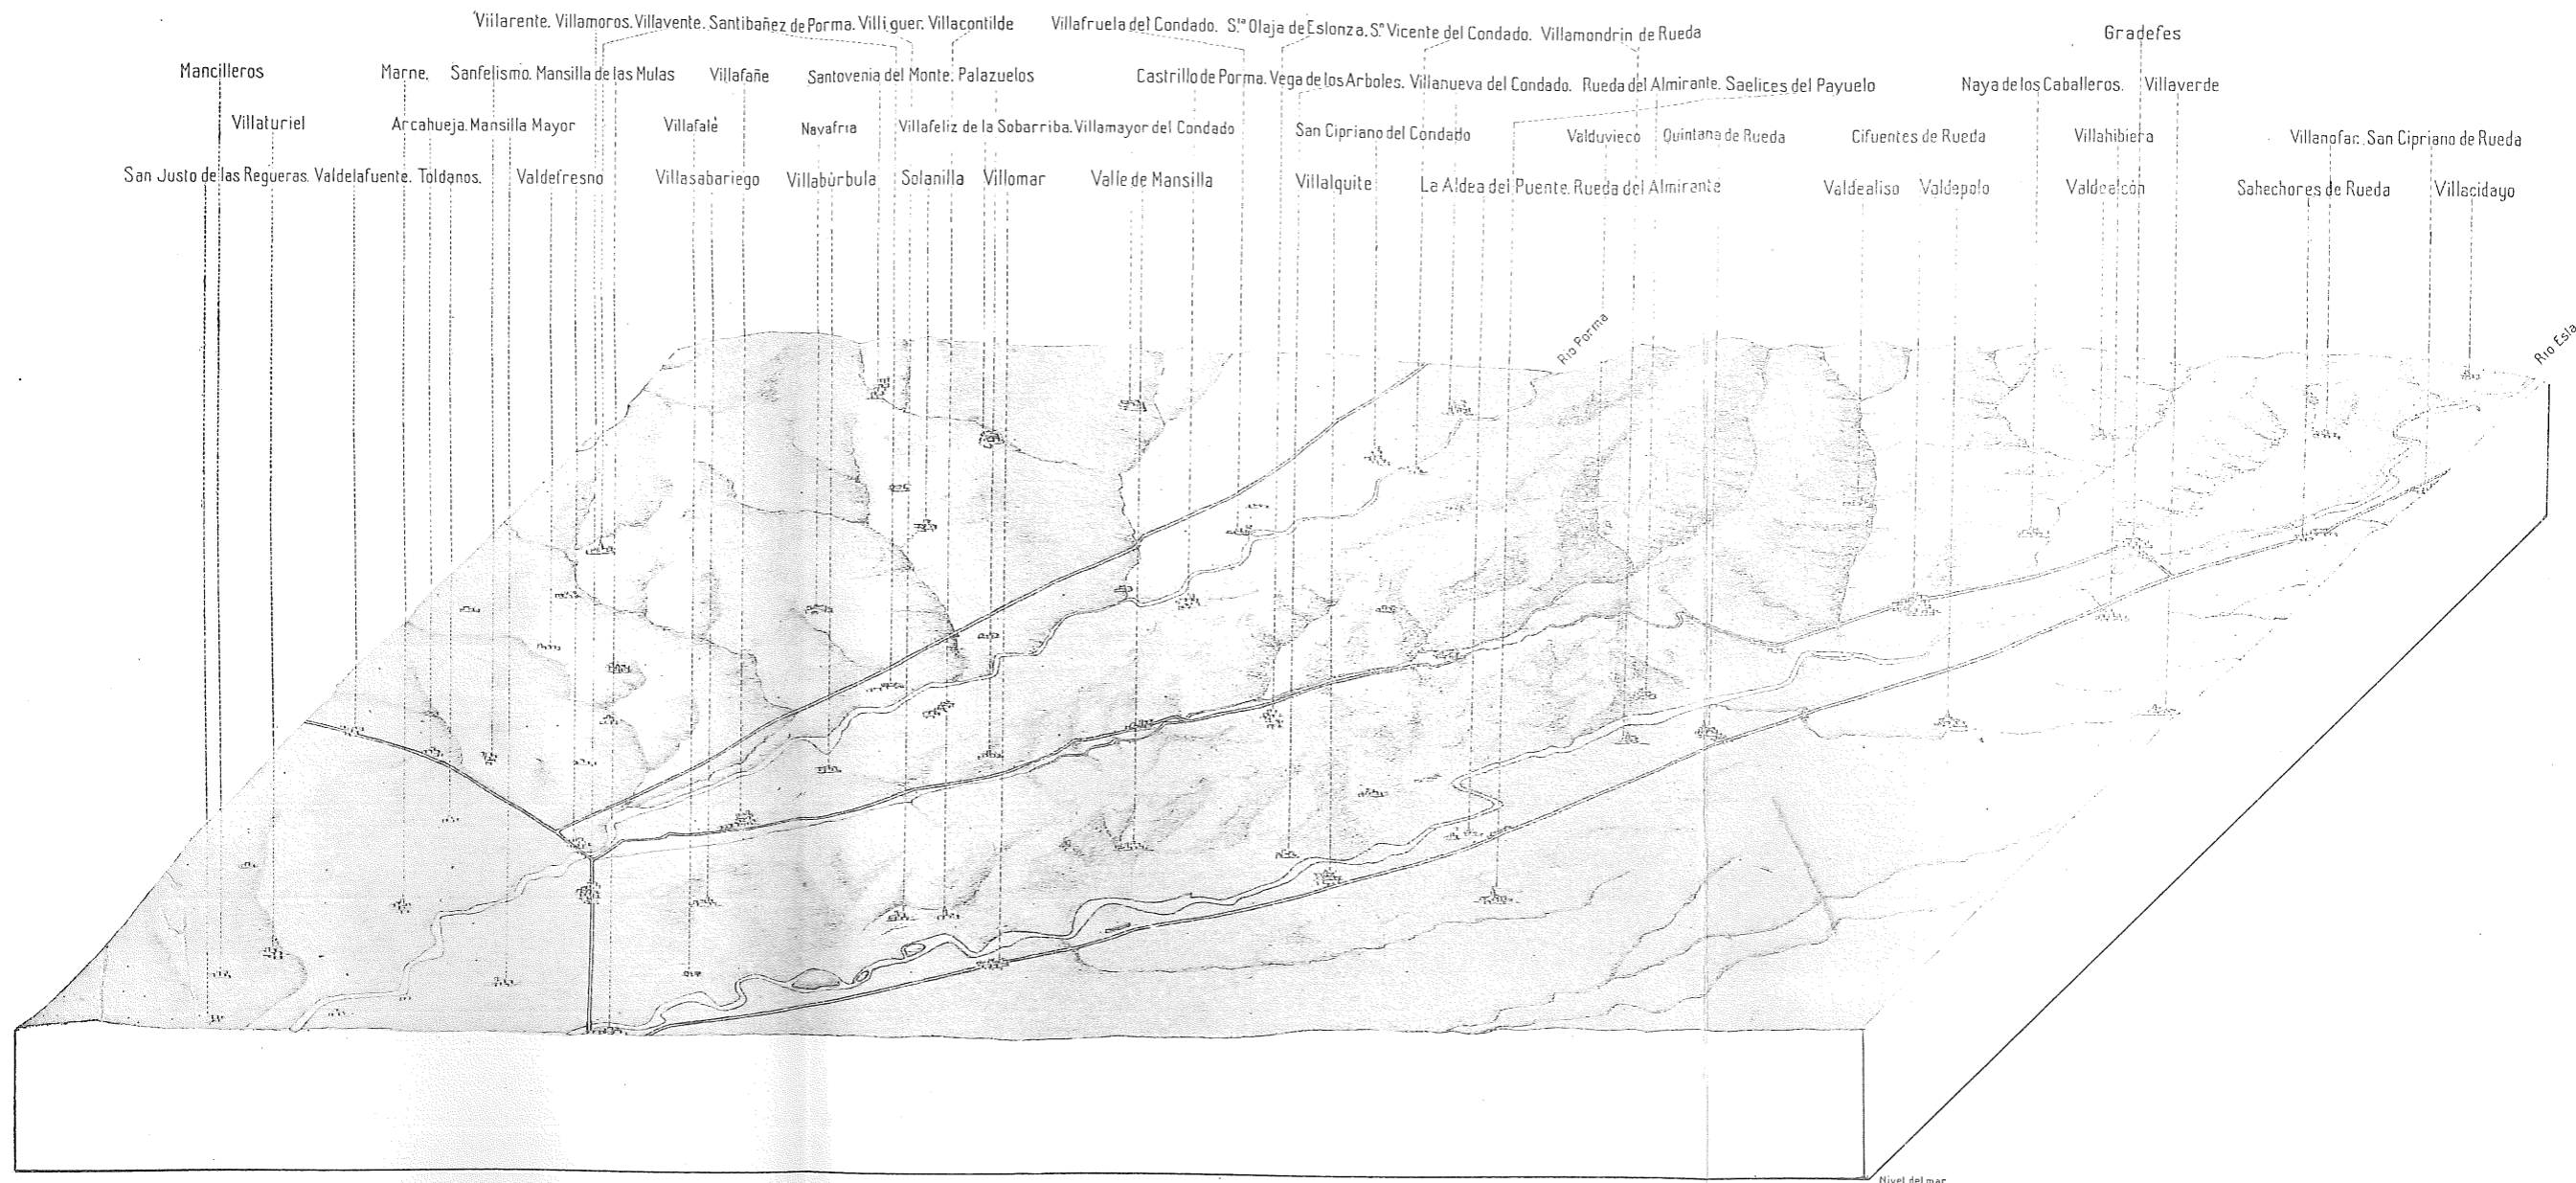 Villarente. Villamoros. Villavente. Santibañez de Porma. Villiguer. Villacontilde
Villafruela del Condado. Sta Olaja de Eslonza. Sn Vicente del Condado. Villamondrin de Rueda
Gradefes
Mancilleros
Marne. Sanfelismo. Mansilla de las Mulas
Villafañe
Santovenia del Monte. Palazuelos
Castrillo de Porma. Vega de los Arboles. Villanueva del Condado. Rueda del Almirante. Saelices del Payuelo
Naya de los Caballeros. Villaverde
Villaturiel
Arcahueja. Mansilla Mayor
Villafalé
Navafria
Villafeliz de la Sobarriba. Villamayor del Condado
San Cipriano del Condado
Valduvieco
Quintana de Rueda
Cifuentes de Rueda
Villahibiera
Villanofar. San Cipriano de Rueda
San Justo de las Regueras. Valdelafuente. Toldanos.
Valdefresno
Villasabariego
Villabúrbula
Solanilla
Villomar
Valle de Mansilla
Villalquite
La Aldea del Puente. Rueda del Almirante
Valdealiso
Valdepolo
Valdealcón
Sahechores de Rueda
Villacidayo
Rio Porma
Rio Esla
Nivel del mar